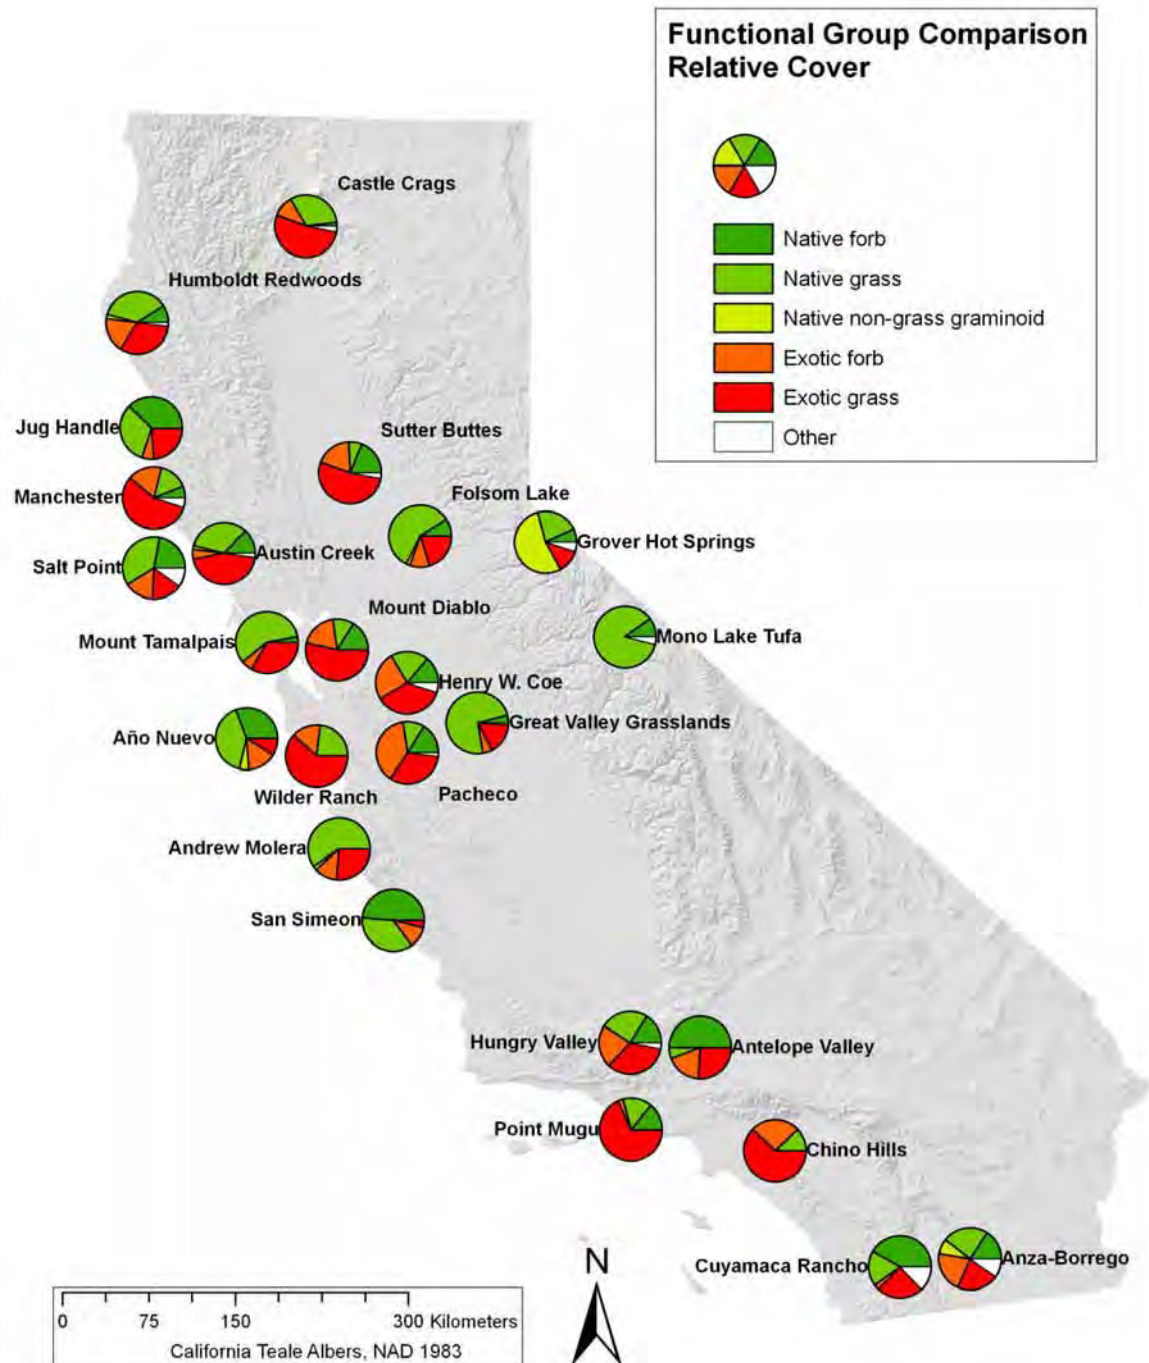 Functional Group Comparison
Relative Cover
Native forb
Native grass
Native non-grass graminoid
Exotic forb
Exotic grass
Other
Castle Crags
Humboldt Redwoods
Jug Handle
Sutter Buttes
Manchester
Folsom Lake
Grover Hot Springs
Austin Creek
Salt Point
Mount Diablo
Mount Tamalpais
Mono Lake Tufa
Henry W. Coe
Great Valley Grasslands
Año Nuevo
Wilder Ranch
Pacheco
Andrew Molera
San Simeon
Hungry Valley
Antelope Valley
Point Mugu
Chino Hills
Cuyamaca Rancho
Anza-Borrego
N
0 75 150 300 Kilometers
California Teale Albers, NAD 1983